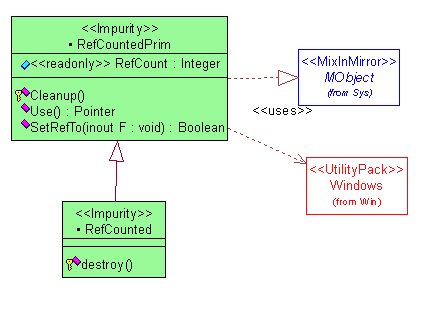 <<Impurity>>
▪ RefCountedPrim
<<readonly>> RefCount : Integer
Cleanup()
Use() : Pointer
SetRefTo(inout F : void) : Boolean
<<MixInMirror>>
MObject
(from Sys)
<<uses>>
<<UtilityPack>>
Windows
(from Win)
<<Impurity>>
▪ RefCounted
destroy()